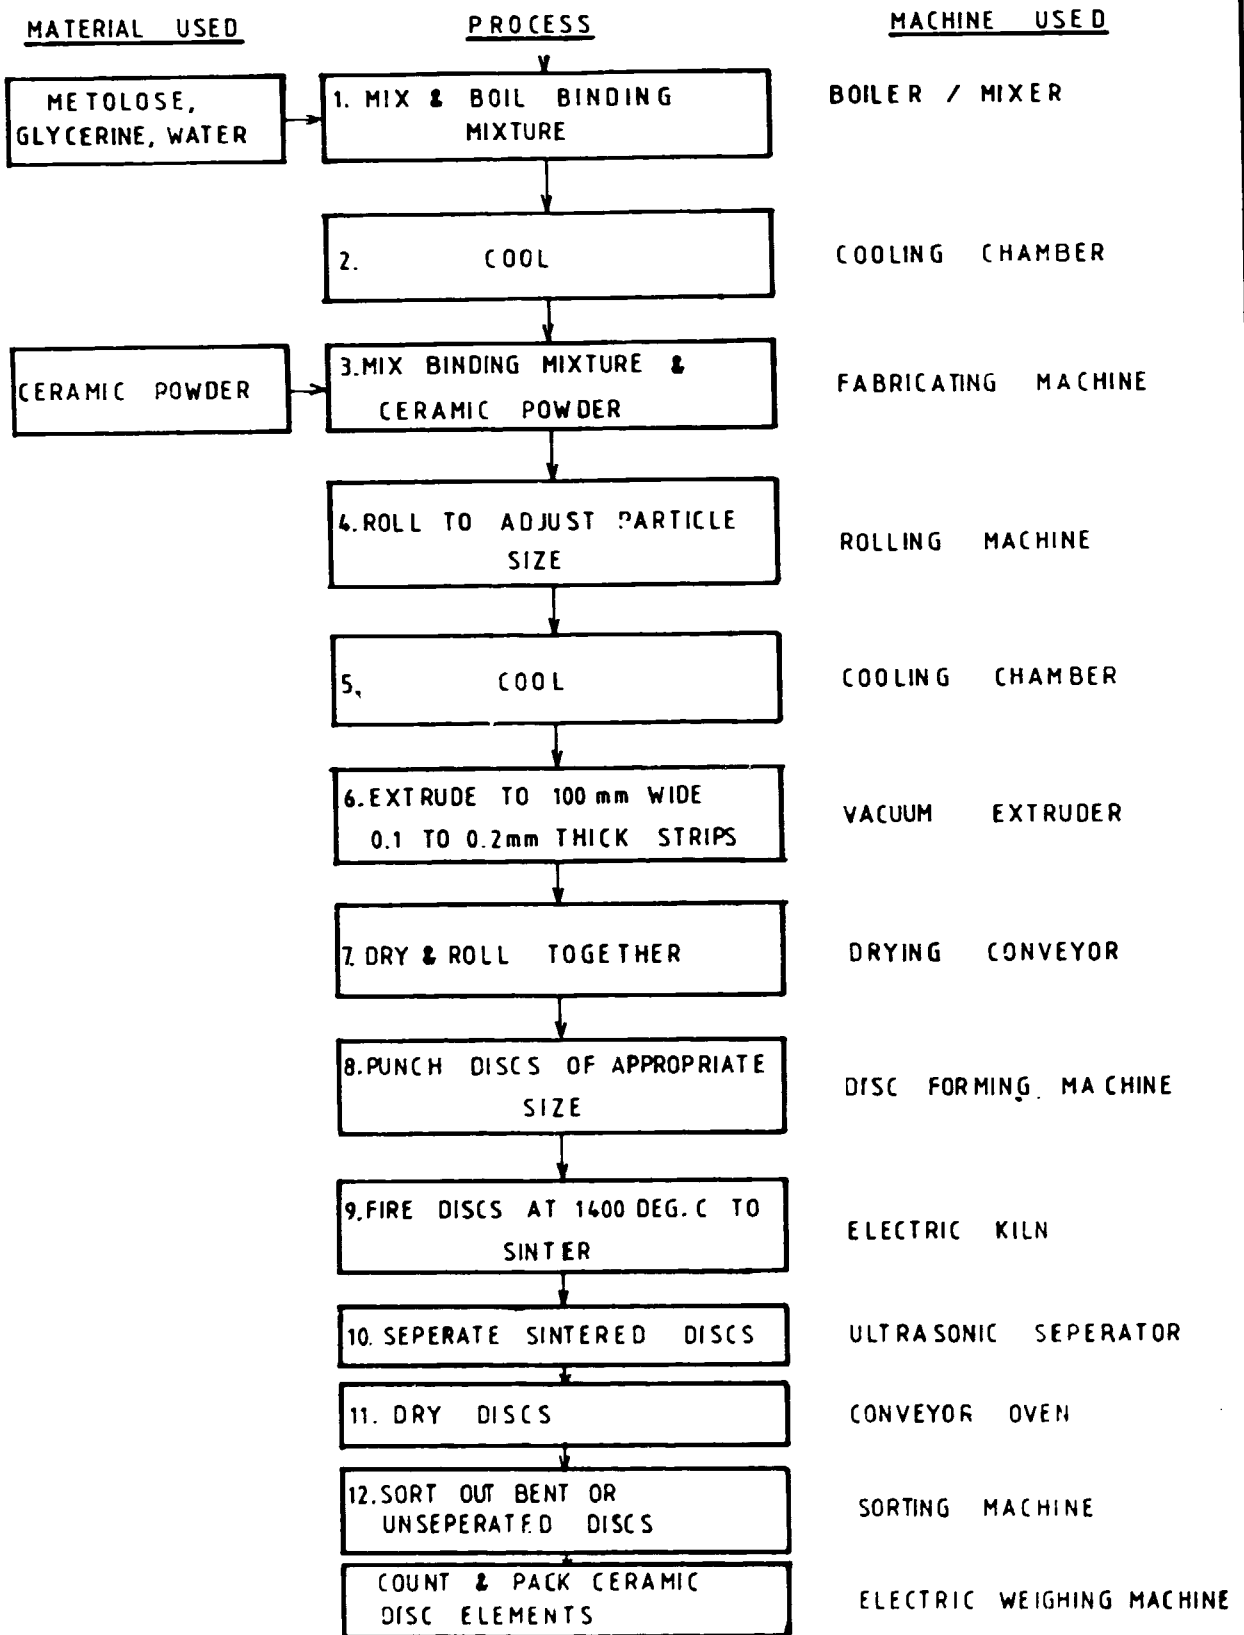 MATERIAL USED
PROCESS
MACHINE USED
METOLOSE,
GLYCERINE, WATER
1. MIX & BOIL BINDING
MIXTURE
BOILER / MIXER
2. COOL
COOLING CHAMBER
CERAMIC POWDER
3. MIX BINDING MIXTURE &
CERAMIC POWDER
FABRICATING MACHINE
4. ROLL TO ADJUST PARTICLE
SIZE
ROLLING MACHINE
5. COOL
COOLING CHAMBER
6. EXTRUDE TO 100 mm WIDE
0.1 TO 0.2mm THICK STRIPS
VACUUM EXTRUDER
7. DRY & ROLL TOGETHER
DRYING CONVEYOR
8. PUNCH DISCS OF APPROPRIATE
SIZE
DISC FORMING MACHINE
9. FIRE DISCS AT 1400 DEG. C TO
SINTER
ELECTRIC KILN
10. SEPERATE SINTERED DISCS
ULTRASONIC SEPERATOR
11. DRY DISCS
CONVEYOR OVEN
12. SORT OUT BENT OR
UNSEPERATED DISCS
SORTING MACHINE
COUNT & PACK CERAMIC
DISC ELEMENTS
ELECTRIC WEIGHING MACHINE